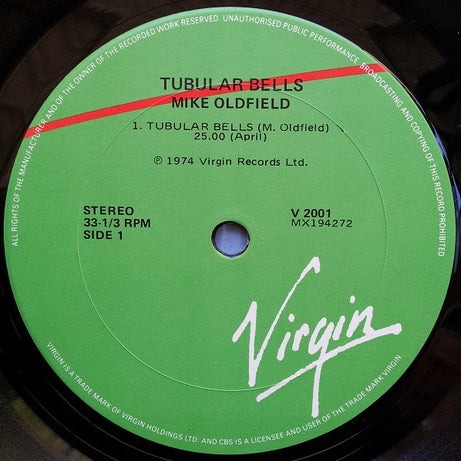 ALL RIGHTS OF THE MANUFACTURER AND OF THE OWNER OF THE RECORDED WORK RESERVED. UNAUTHORISED PUBLIC PERFORMANCE, BROADCASTING AND COPYING OF THIS RECORD PROHIBITED
TUBULAR BELLS
MIKE OLDFIELD
1. TUBULAR BELLS (M. Oldfield)
25.00 (April)
℗ 1974 Virgin Records Ltd.
STEREO
33-1/3 RPM
SIDE 1
V 2001
MX194272
Virgin
VIRGIN IS A TRADE MARK OF VIRGIN HOLDINGS LTD AND CBS IS A LICENSEE AND USER OF THE TRADE MARK VIRGIN